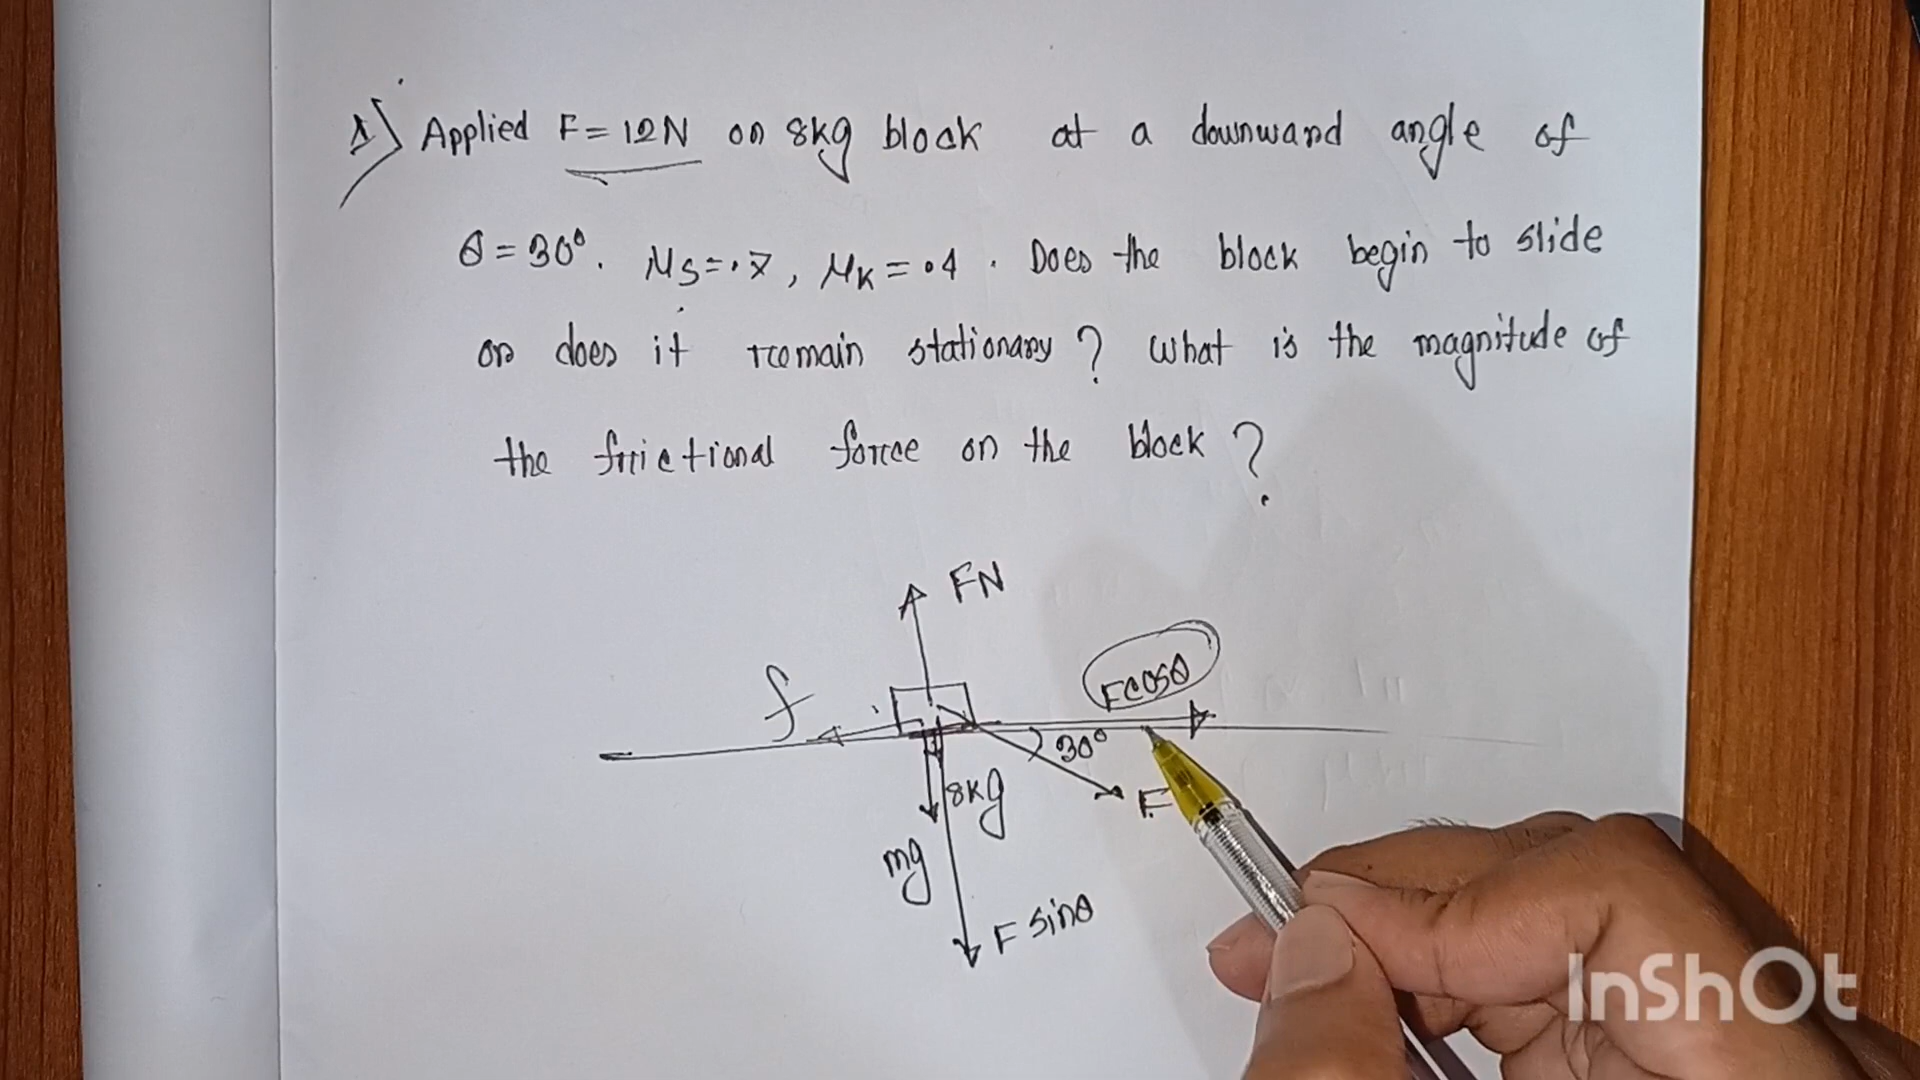 1) Applied F = 12N on 8kg block at a downward angle of
θ = 30°. μs = .7, μk = .4. Does the block begin to slide
or does it remain stationary? What is the magnitude of
the frictional force on the block?
FN
f
Fcosθ
30°
8kg
F
mg
F sinθ
InShOt